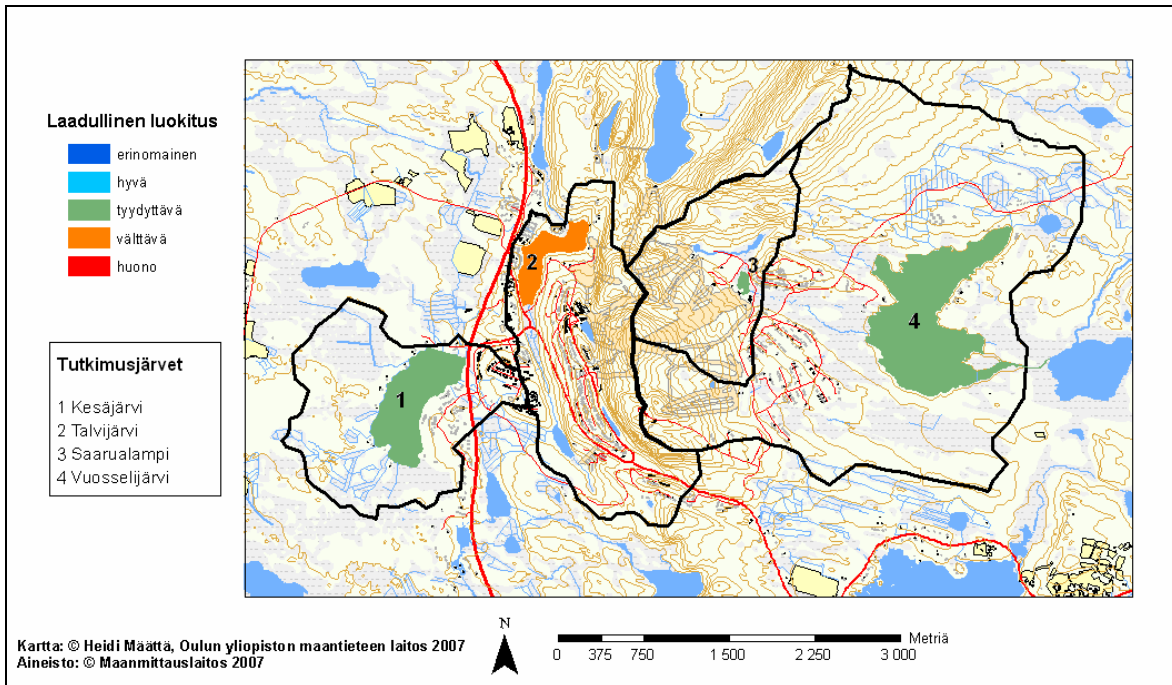 Laadullinen luokitus
erinomainen
hyvä
tyydyttävä
välttävä
huono
Tutkimusjärvet
1 Kesäjärvi
2 Talvijärvi
3 Saarualampi
4 Vuosselijärvi
2
3
4
1
Kartta: © Heidi Määttä, Oulun yliopiston maantieteen laitos 2007
Aineisto: © Maanmittauslaitos 2007
N
Metriä
0 375 750 1 500 2 250 3 000